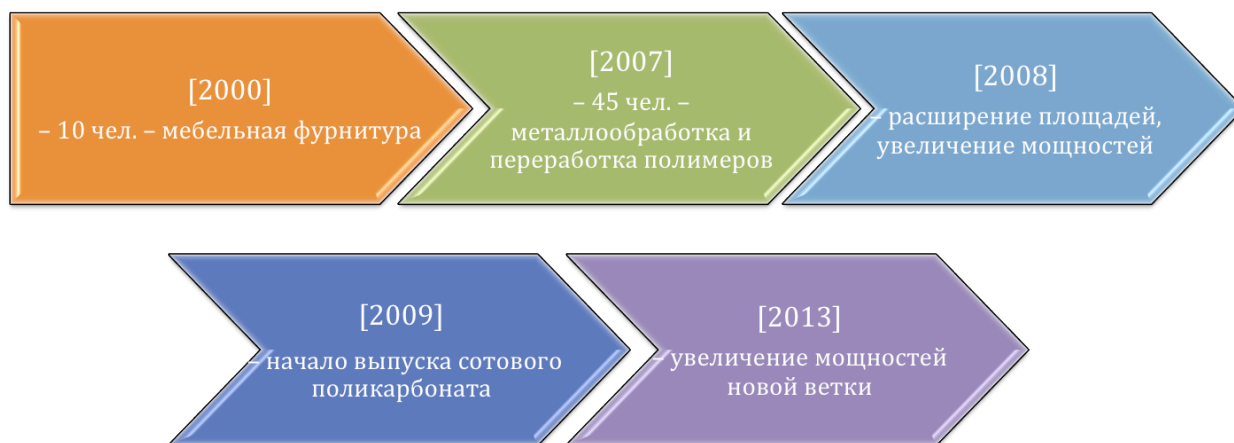 [2000]
– 10 чел. – мебельная фурнитура
[2007]
– 45 чел. –
металлообработка и
переработка полимеров
[2008]
– расширение площадей,
увеличение мощностей
[2009]
– начало выпуска сотового
поликарбоната
[2013]
– увеличение мощностей
новой ветки